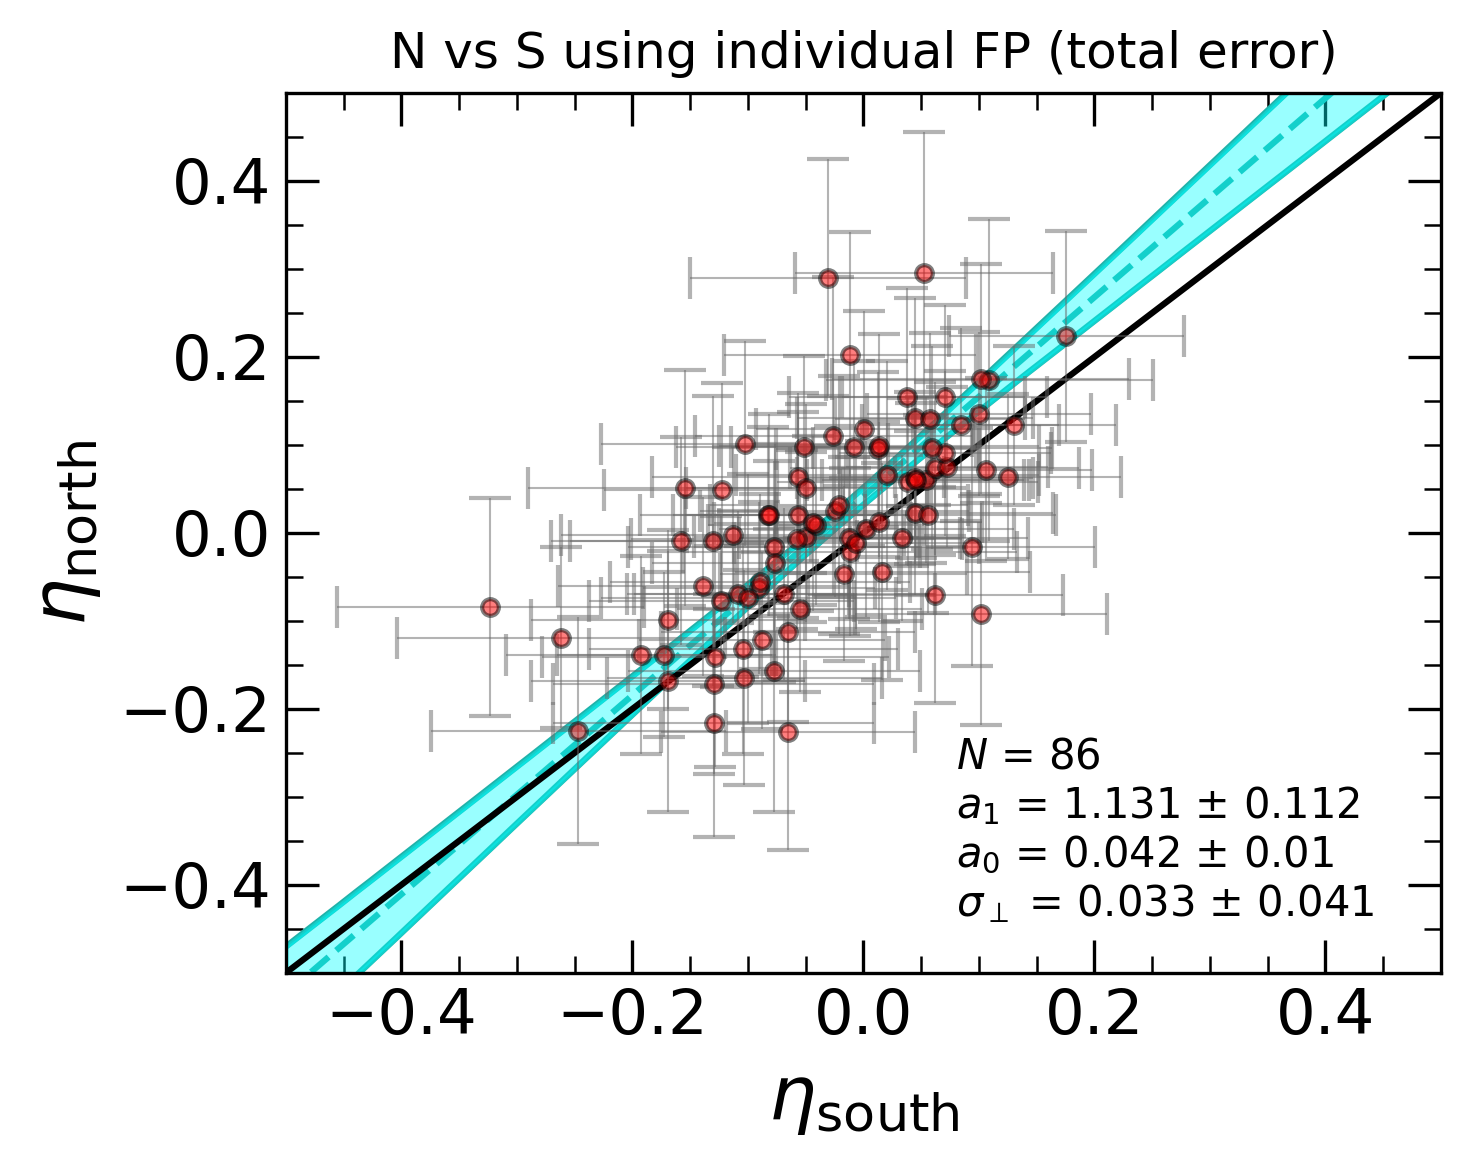 N vs S using individual FP (total error)
0.4
0.2
0.0
−0.2
−0.4
η_north
N = 86
a₁ = 1.131 ± 0.112
a₀ = 0.042 ± 0.01
σ_⊥ = 0.033 ± 0.041
−0.4 −0.2 0.0 0.2 0.4
η_south